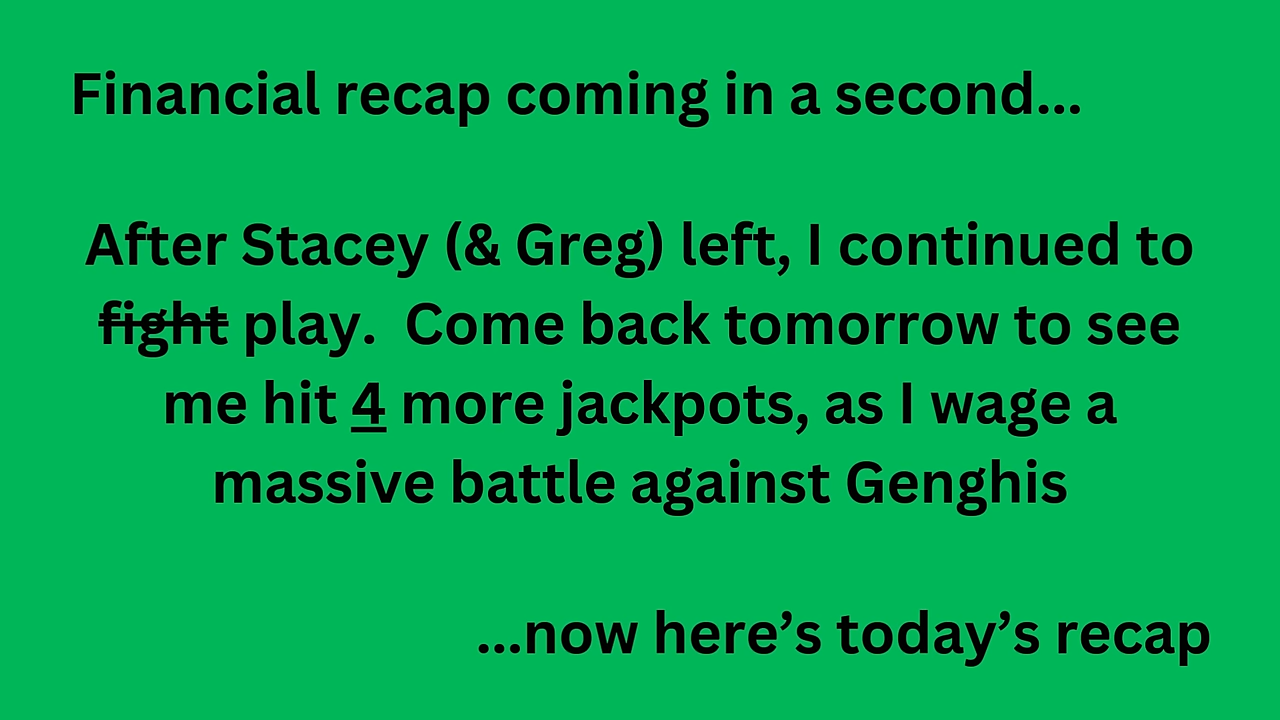 Financial recap coming in a second...
After Stacey (& Greg) left, I continued to
fight play.  Come back tomorrow to see
me hit 4 more jackpots, as I wage a
massive battle against Genghis
...now here’s today’s recap